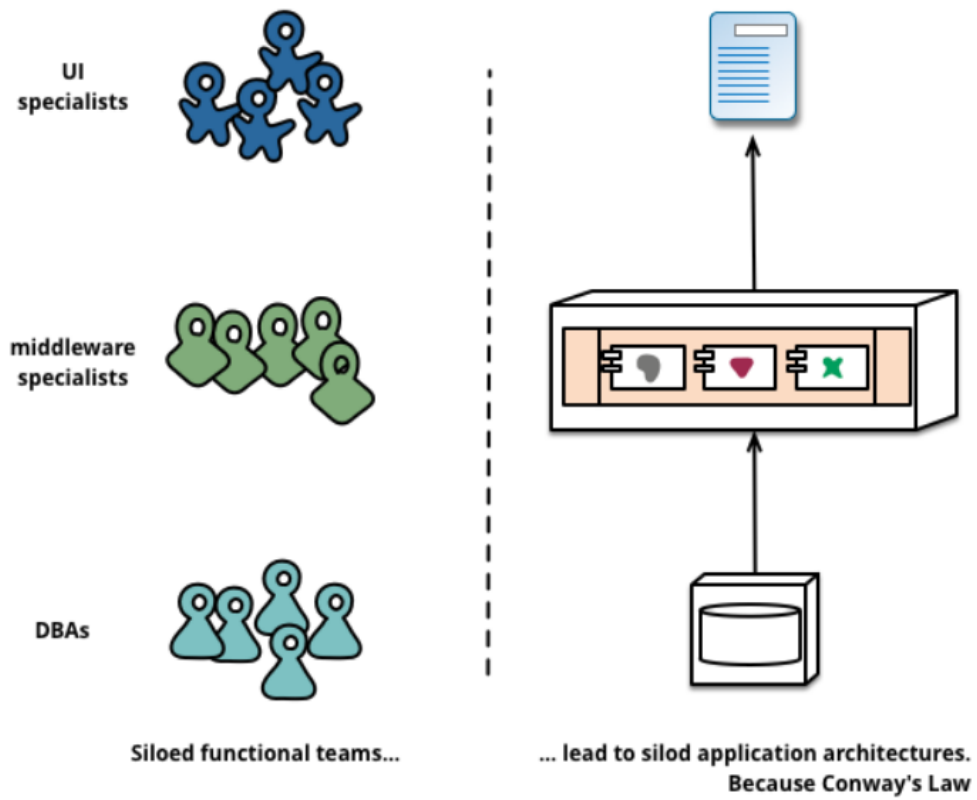 UI
specialists
middleware
specialists
DBAs
Siloed functional teams...
... lead to silod application architectures.
Because Conway's Law